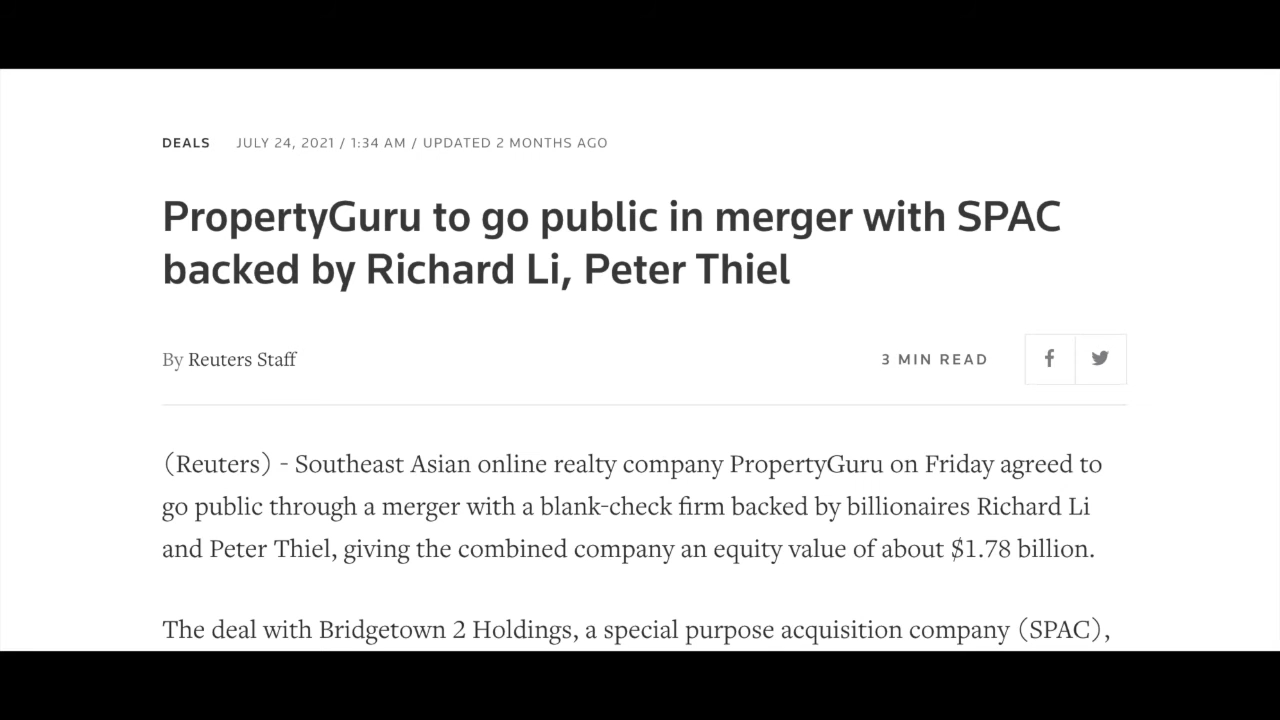 DEALS JULY 24, 2021 / 1:34 AM / UPDATED 2 MONTHS AGO
PropertyGuru to go public in merger with SPAC
backed by Richard Li, Peter Thiel
By Reuters Staff
3 MIN READ
(Reuters) - Southeast Asian online realty company PropertyGuru on Friday agreed to
go public through a merger with a blank-check firm backed by billionaires Richard Li
and Peter Thiel, giving the combined company an equity value of about $1.78 billion.
The deal with Bridgetown 2 Holdings, a special purpose acquisition company (SPAC),